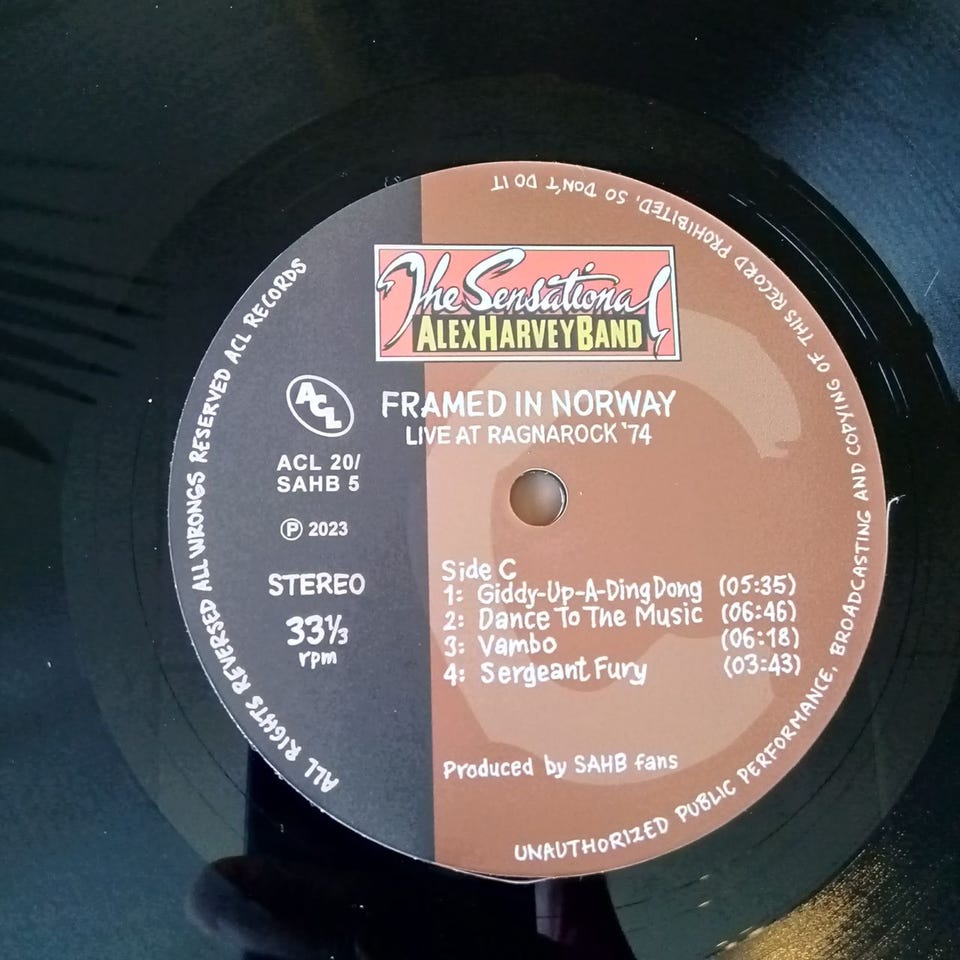 The Sensational
ALEX HARVEY BAND
FRAMED IN NORWAY
LIVE AT RAGNAROCK '74
ACL
ACL 20/
SAHB 5
℗ 2023
STEREO
33⅓
rpm
Side C
1: Giddy-Up-A-Ding Dong (05:35)
2: Dance To The Music (06:46)
3: Vambo (06:18)
4: Sergeant Fury (03:43)
Produced by SAHB fans
ALL RIGHTS REVERSED ALL WRONGS RESERVED ACL RECORDS
UNAUTHORIZED PUBLIC PERFORMANCE, BROADCASTING AND COPYING OF THIS RECORD PROHIBITED, SO DON'T DO IT